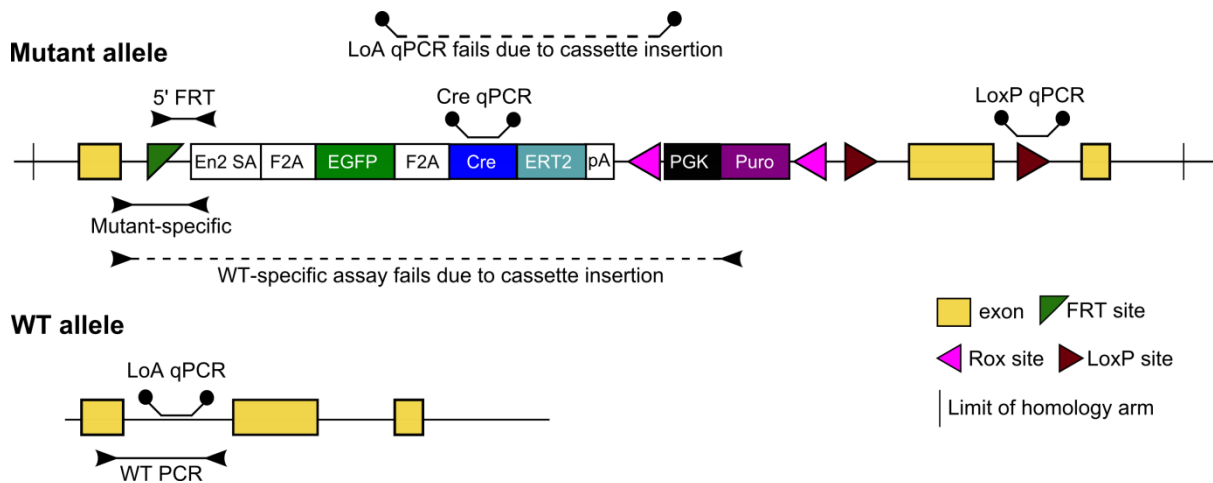 LoA qPCR fails due to cassette insertion
Mutant allele
5' FRT
Cre qPCR
LoxP qPCR
En2 SA F2A EGFP F2A Cre ERT2 pA PGK Puro
Mutant-specific
WT-specific assay fails due to cassette insertion
WT allele
LoA qPCR
WT PCR
exon FRT site
Rox site LoxP site
Limit of homology arm